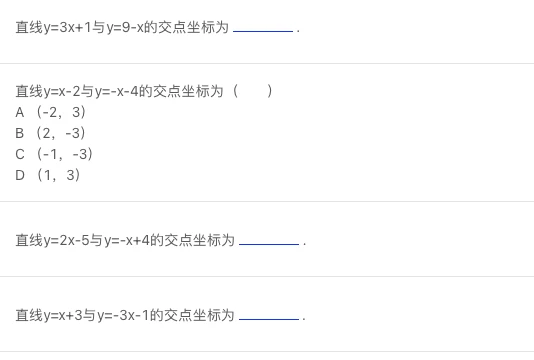 直线y=3x+1与y=9-x的交点坐标为 ________ .
直线y=x-2与y=-x-4的交点坐标为（　　）
A （-2，3）
B （2，-3）
C （-1，-3）
D （1，3）
直线y=2x-5与y=-x+4的交点坐标为 ________ .
直线y=x+3与y=-3x-1的交点坐标为 ________ .